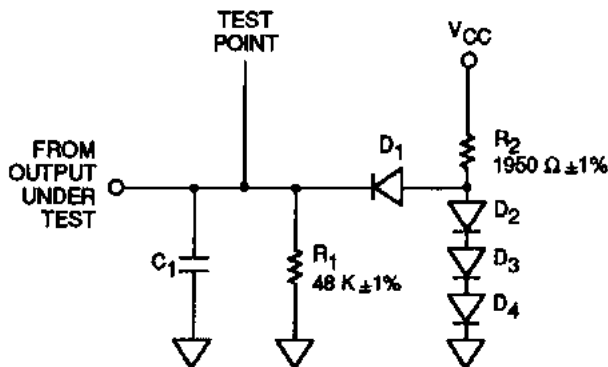 TEST
POINT
VCC
D1
R2
1950 Ω ±1%
FROM
OUTPUT
UNDER
TEST
D2
C1
R1
48 K ±1%
D3
D4